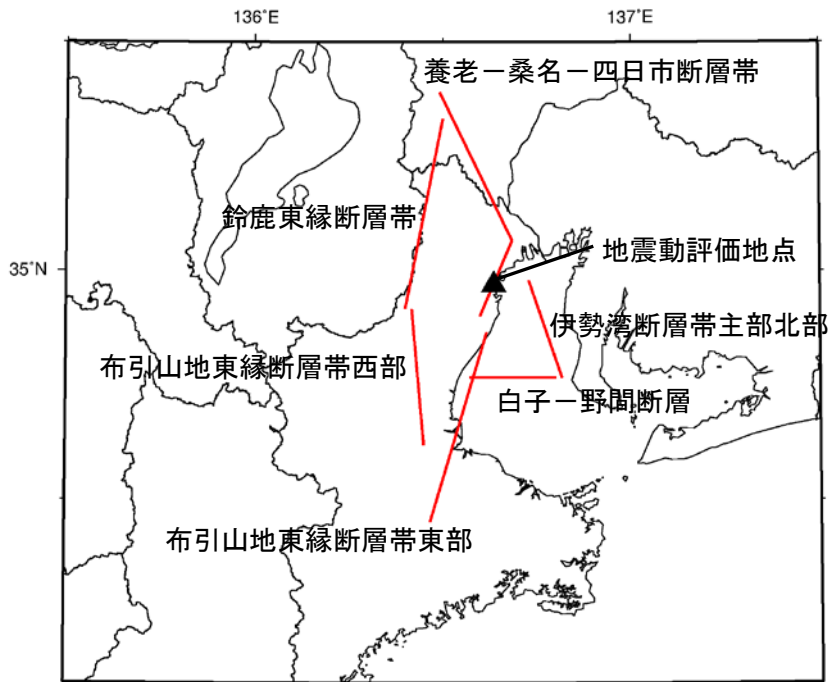 136°E
137°E
養老－桑名－四日市断層帯
鈴鹿東縁断層帯
地震動評価地点
35°N
伊勢湾断層帯主部北部
布引山地東縁断層帯西部
白子－野間断層
布引山地東縁断層帯東部